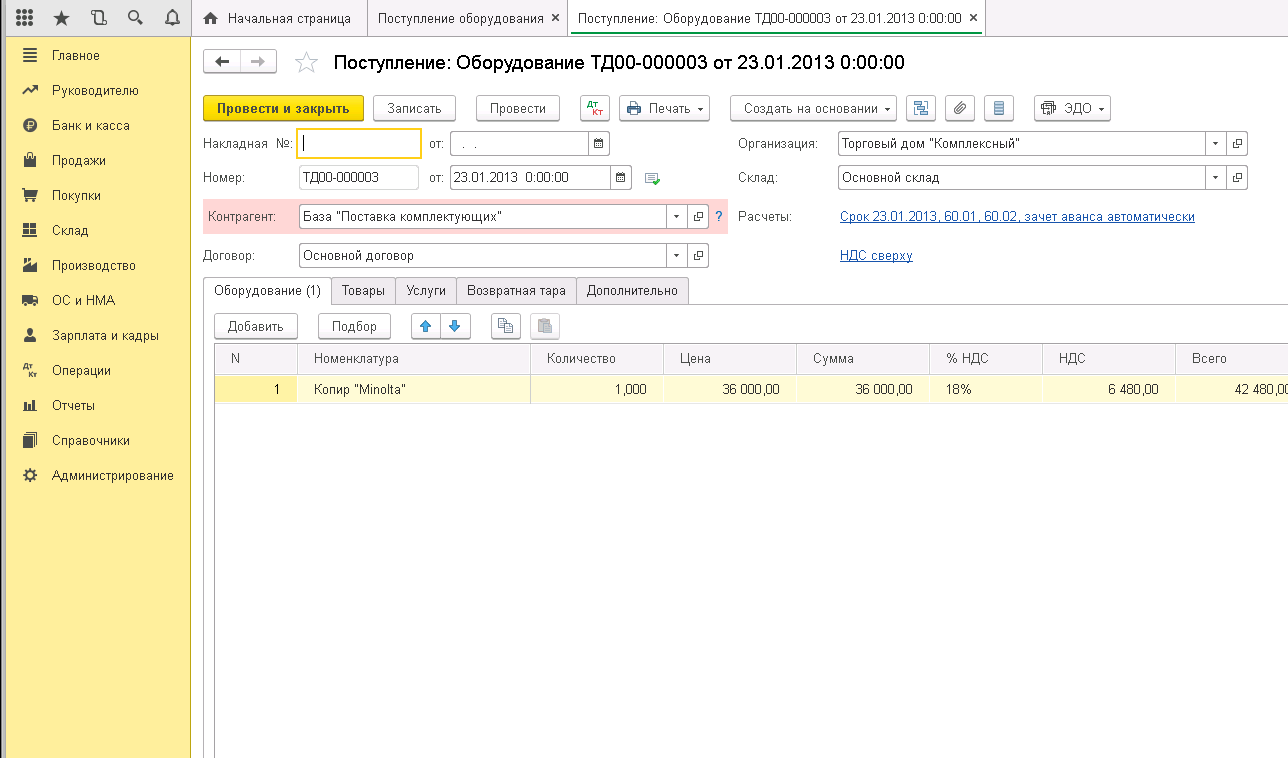 Начальная страница
Поступление оборудования ×
Поступление: Оборудование ТД00-000003 от 23.01.2013 0:00:00 ×
Главное
Руководителю
Банк и касса
Продажи
Покупки
Склад
Производство
ОС и НМА
Зарплата и кадры
Операции
Отчеты
Справочники
Администрирование
Поступление: Оборудование ТД00-000003 от 23.01.2013 0:00:00
Провести и закрыть Записать Провести Дт Кт Печать Создать на основании ЭДО
Накладная №: от: . . Организация: Торговый дом "Комплексный"
Номер: ТД00-000003 от: 23.01.2013 0:00:00 Склад: Основной склад
Контрагент: База "Поставка комплектующих" ? Расчеты: Срок 23.01.2013, 60.01, 60.02, зачет аванса автоматически
Договор: Основной договор НДС сверху
Оборудование (1) Товары Услуги Возвратная тара Дополнительно
Добавить Подбор
N Номенклатура Количество Цена Сумма % НДС НДС Всего
1 Копир "Minolta" 1,000 36 000,00 36 000,00 18% 6 480,00 42 480,00